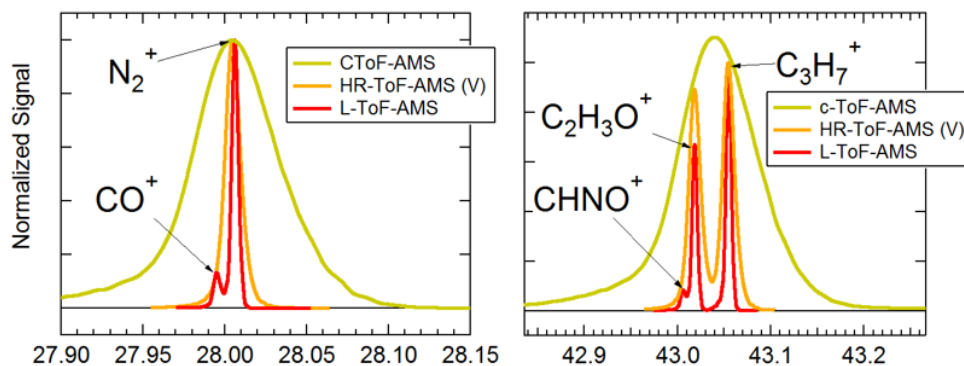 Normalized Signal
N2+
CO+
CToF-AMS
HR-ToF-AMS (V)
L-ToF-AMS
27.90 27.95 28.00 28.05 28.10 28.15
C3H7+
C2H3O+
CHNO+
c-ToF-AMS
HR-ToF-AMS (V)
L-ToF-AMS
42.9 43.0 43.1 43.2